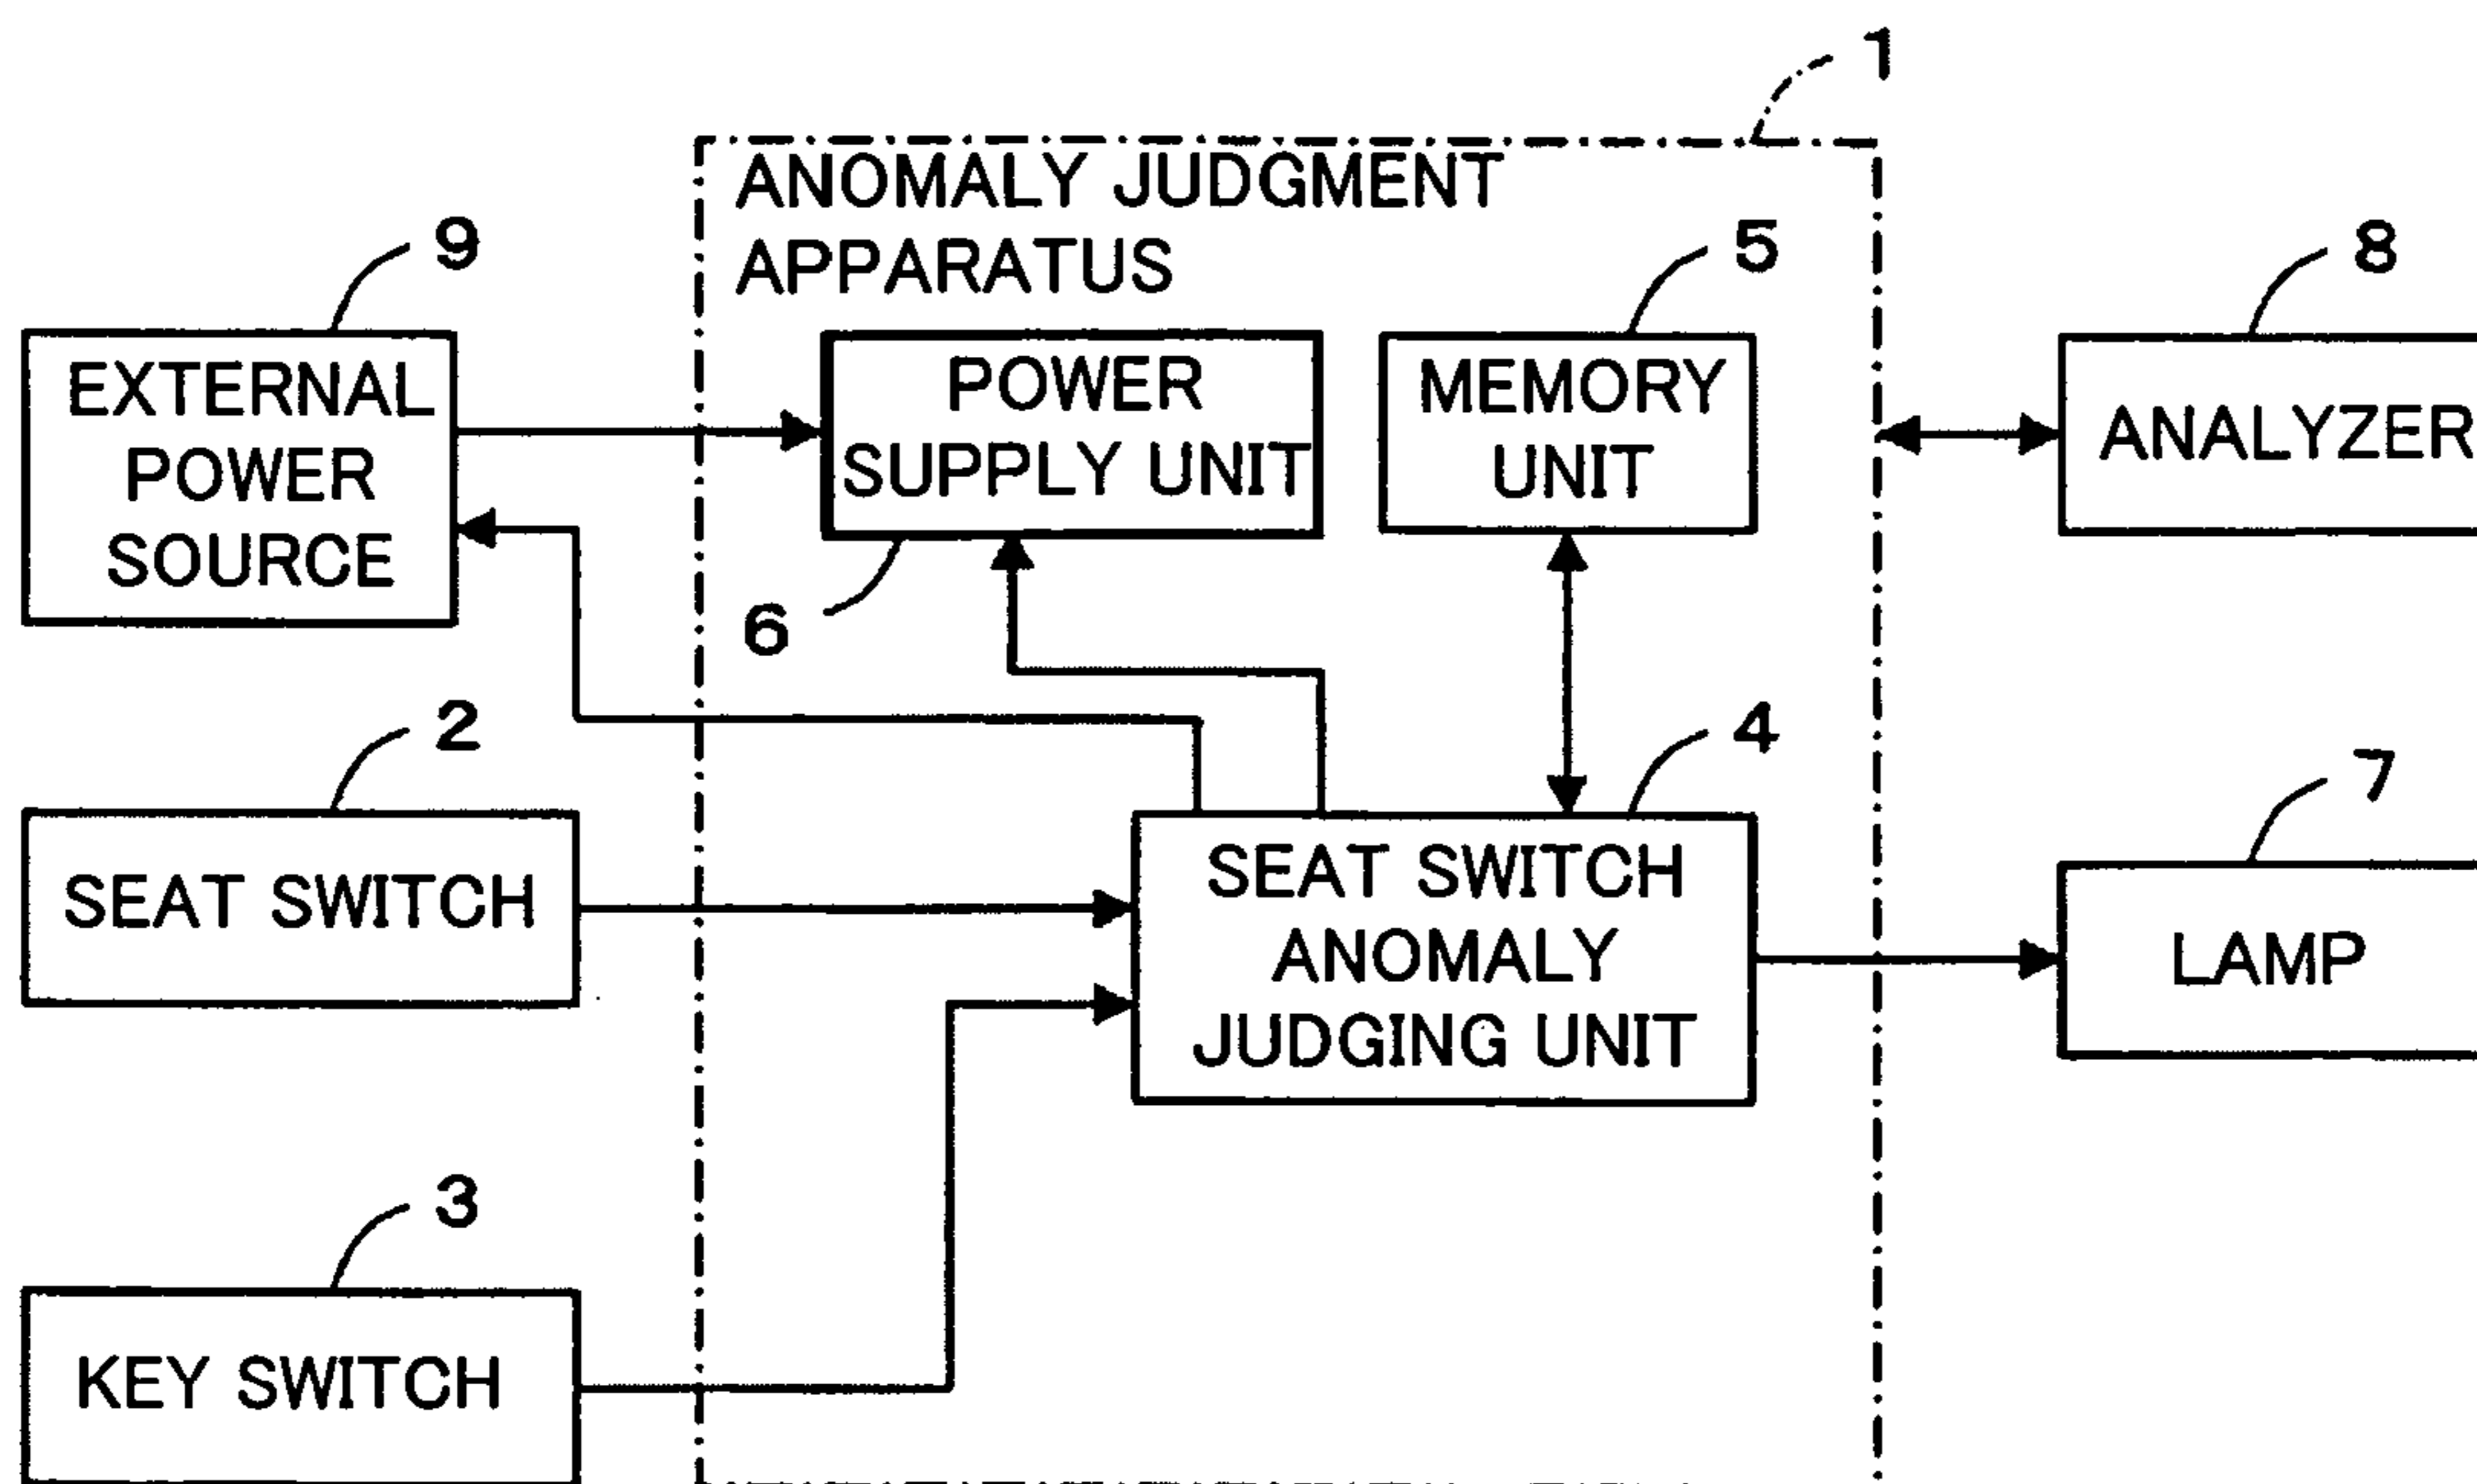 1
ANOMALY JUDGMENT
APPARATUS
9
EXTERNAL
POWER
SOURCE
POWER
SUPPLY UNIT
6
5
MEMORY
UNIT
8
ANALYZER
2
SEAT SWITCH
4
SEAT SWITCH
ANOMALY
JUDGING UNIT
7
LAMP
3
KEY SWITCH